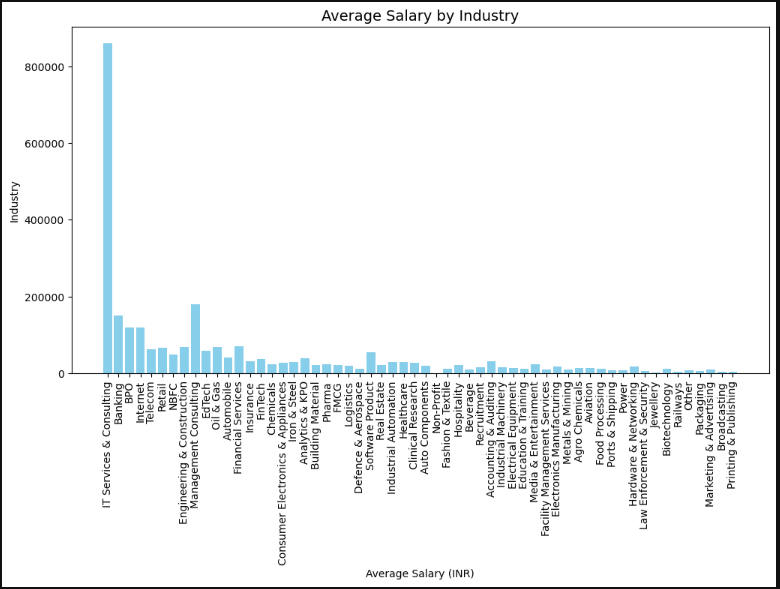 Average Salary by Industry
Industry
800000
600000
400000
200000
0
IT Services & Consulting
Banking
BPO
Internet
Telecom
Retail
NBFC
Engineering & Construction
Management Consulting
EdTech
Oil & Gas
Automobile
Financial Services
Insurance
FinTech
Chemicals
Consumer Electronics & Appliances
Iron & Steel
Analytics & KPO
Building Material
Pharma
FMCG
Logistics
Defence & Aerospace
Software Product
Real Estate
Industrial Automation
Healthcare
Clinical Research
Auto Components
Non-Profit
Fashion & Textile
Hospitality
Beverage
Recruitment
Accounting & Auditing
Industrial Machinery
Electrical Equipment
Education & Training
Media & Entertainment
Facility Management Services
Electronics Manufacturing
Metals & Mining
Agro Chemicals
Aviation
Food Processing
Ports & Shipping
Power
Hardware & Networking
Law Enforcement & Security
Jewellery
Biotechnology
Railways
Other
Packaging
Marketing & Advertising
Broadcasting
Printing & Publishing
Average Salary (INR)